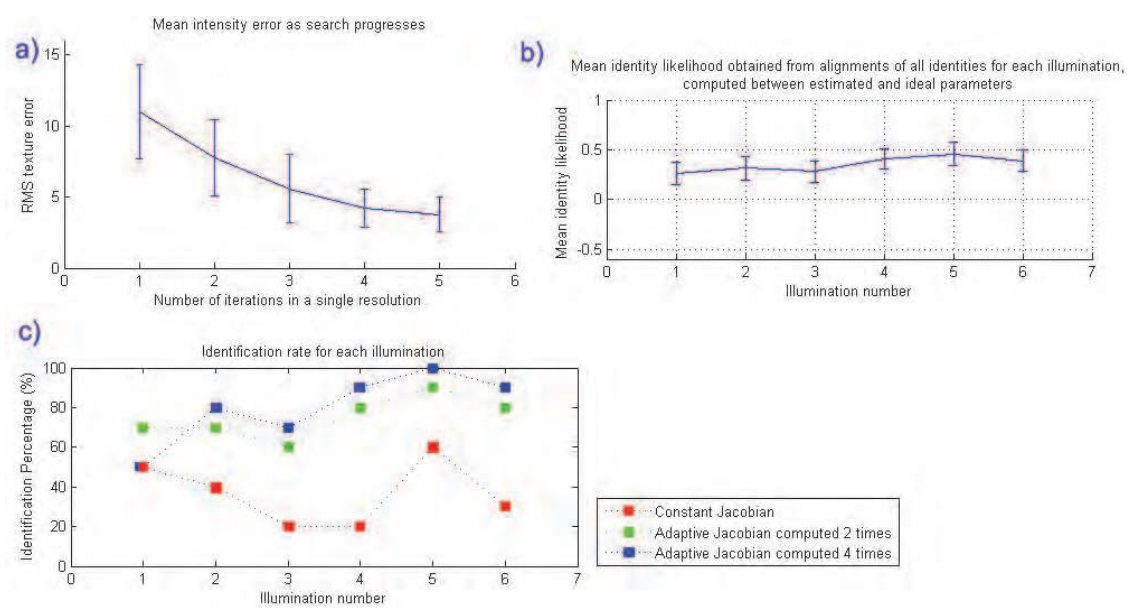 a)
Mean intensity error as search progresses
15
10
5
0
RMS texture error
0 1 2 3 4 5 6
Number of iterations in a single resolution
b)
Mean identity likelihood obtained from alignments of all identities for each illumination,
computed between estimated and ideal parameters
1
0.5
0
-0.5
Mean identity likelihood
0 1 2 3 4 5 6 7
Illumination number
c)
Identification rate for each illumination
100
80
60
40
20
0
Identification Percentage (%)
0 1 2 3 4 5 6 7
Illumination number
Constant Jacobian
Adaptive Jacobian computed 2 times
Adaptive Jacobian computed 4 times